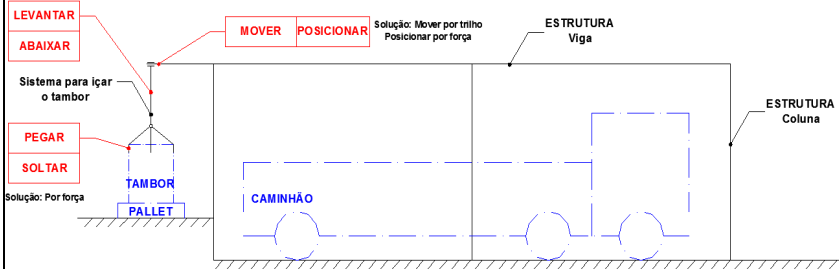 LEVANTAR
ABAIXAR
MOVER
POSICIONAR
Solução: Mover por trilho
Posicionar por força
ESTRUTURA
Viga
Sistema para içar
o tambor
ESTRUTURA
Coluna
PEGAR
SOLTAR
Solução: Por força
TAMBOR
PALLET
CAMINHÃO